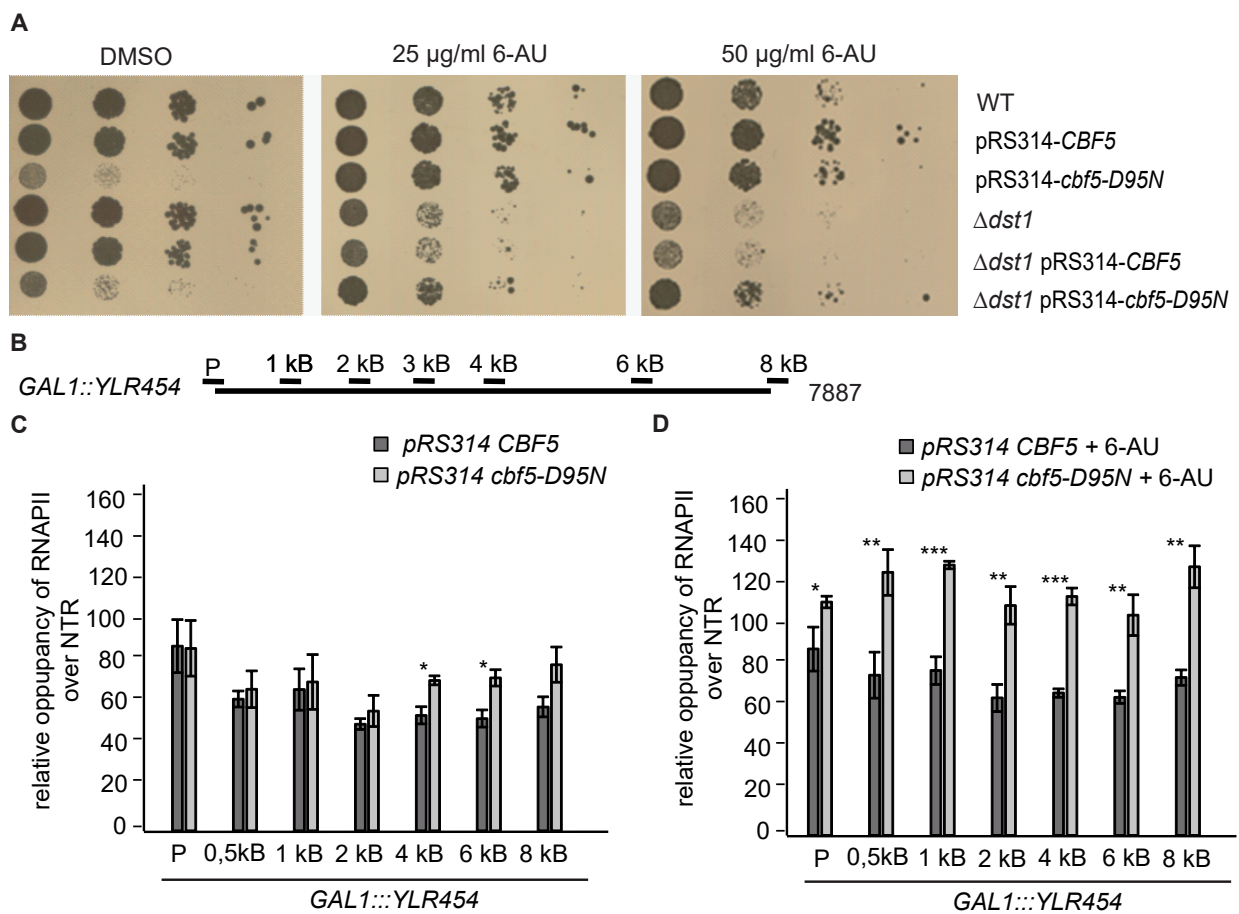 A
DMSO
25 µg/ml 6-AU
50 µg/ml 6-AU
WT
pRS314-CBF5
pRS314-cbf5-D95N
Δdst1
Δdst1 pRS314-CBF5
Δdst1 pRS314-cbf5-D95N
B
P 1 kB 2 kB 3 kB 4 kB 6 kB 8 kB
GAL1::YLR454
7887
C
pRS314 CBF5
pRS314 cbf5-D95N
relative oppupancy of RNAPII
over NTR
160
140
120
100
80
60
40
20
0
* *
P 0,5kB 1 kB 2 kB 4 kB 6 kB 8 kB
GAL1:::YLR454
D
pRS314 CBF5 + 6-AU
pRS314 cbf5-D95N + 6-AU
relative oppupancy of RNAPII
over NTR
160
140
120
100
80
60
40
20
0
* ** *** ** *** ** **
P 0,5kB 1 kB 2 kB 4 kB 6 kB 8 kB
GAL1:::YLR454